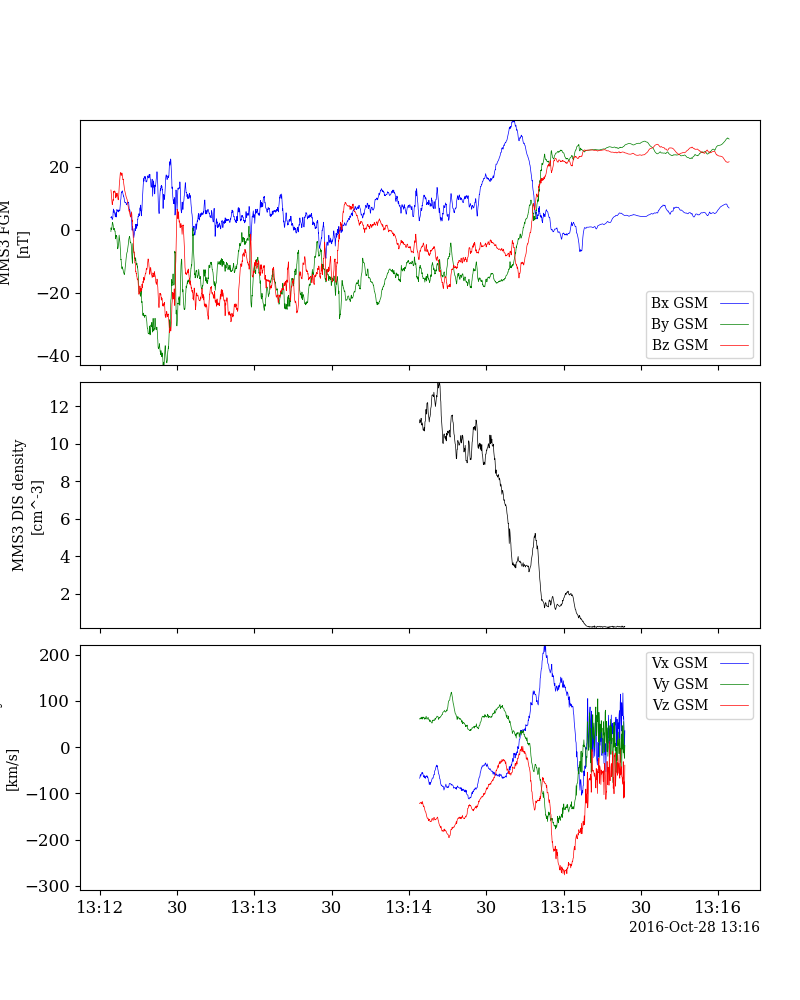 20
0
−20
−40
MMS3 FGM
[nT]
Bx GSM
By GSM
Bz GSM
12
10
8
6
4
2
MMS3 DIS density
[cm^-3]
200
100
0
−100
−200
−300
[km/s]
Vx GSM
Vy GSM
Vz GSM
13:12
30
13:13
30
13:14
30
13:15
30
13:16
2016-Oct-28 13:16